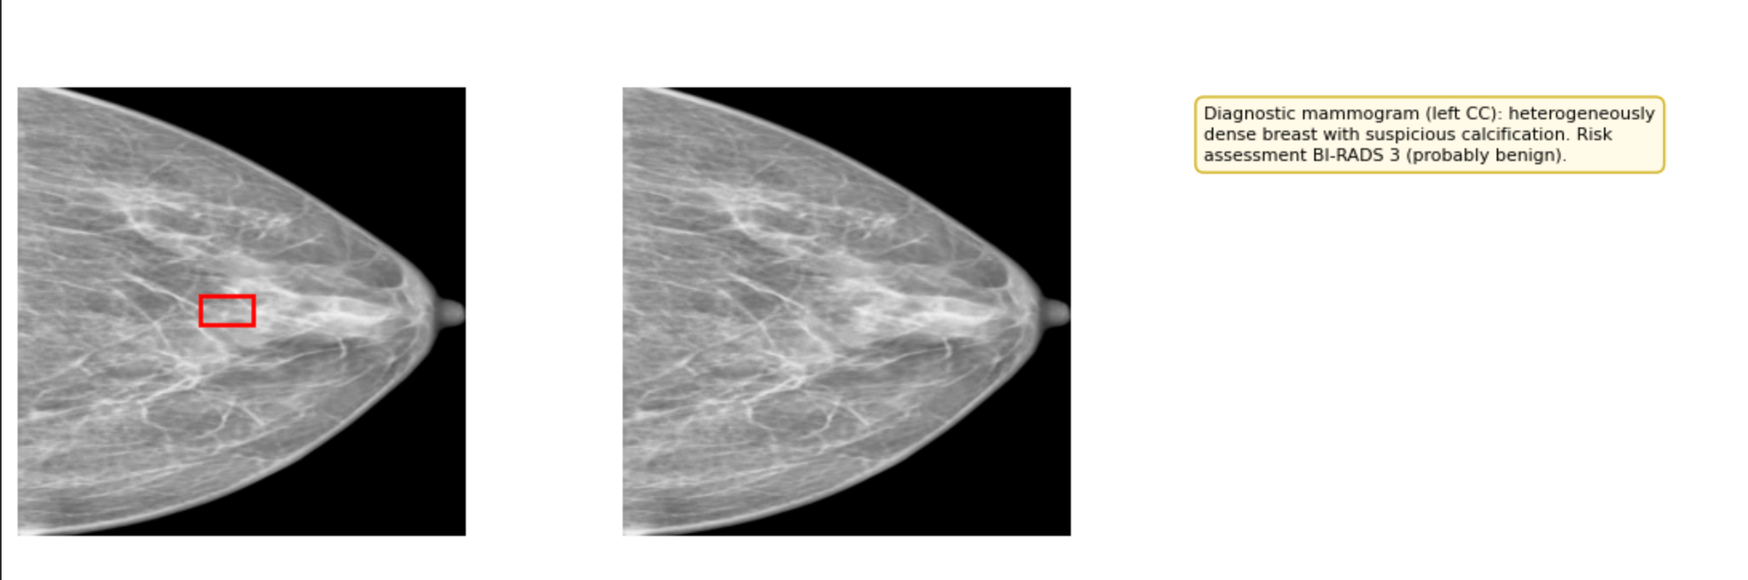 Diagnostic mammogram (left CC): heterogeneously
dense breast with suspicious calcification. Risk
assessment BI-RADS 3 (probably benign).